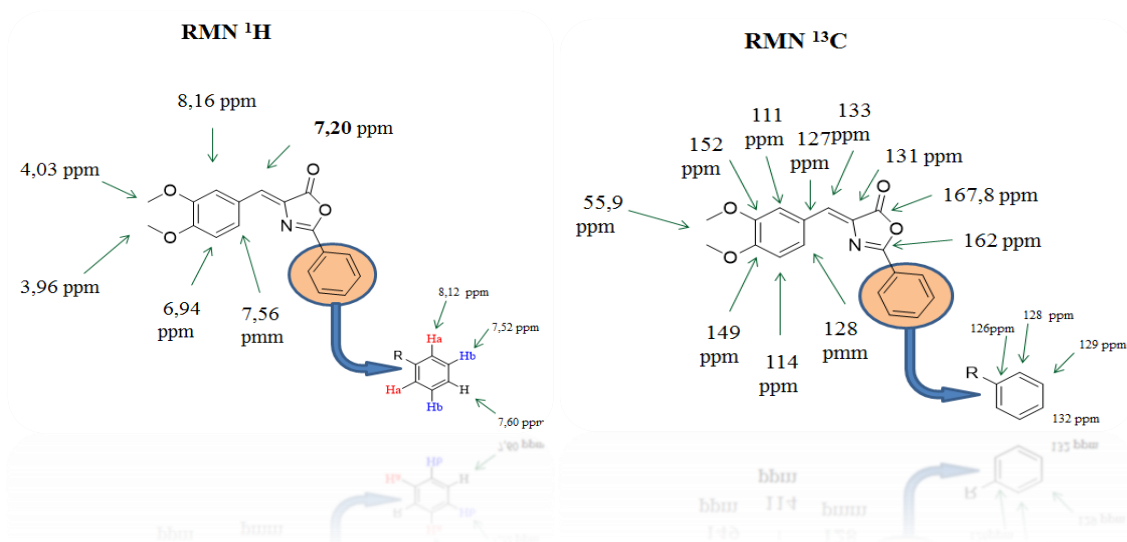 RMN ¹H
8,16 ppm
7,20 ppm
4,03 ppm
3,96 ppm
6,94
ppm
7,56
pmm
O
O
O
O
N
8,12 ppm
7,52 ppm
Ha
R
Hb
Ha
H
Hb
7,60 ppm
RMN ¹³C
111
ppm
133
ppm
152
ppm
127
ppm
131 ppm
55,9
ppm
167,8 ppm
162 ppm
O
O
O
O
N
149
ppm
114
ppm
128
pmm
126ppm
128 ppm
129 ppm
R
132 ppm